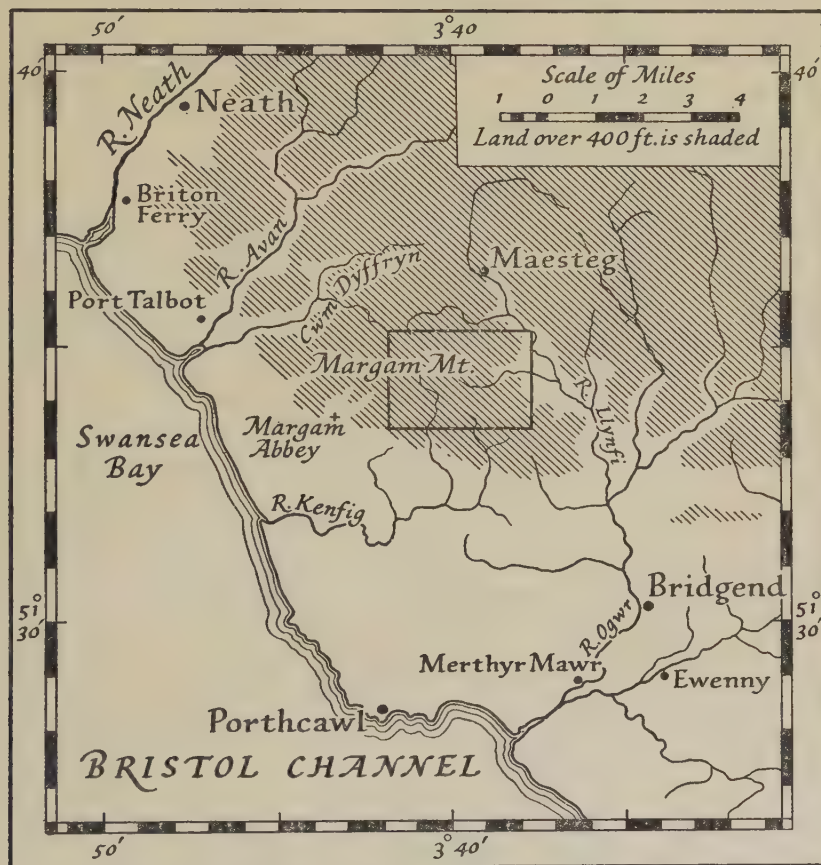 50'
3°40'
40'
40'
Scale of Miles
1 0 1 2 3 4
Land over 400 ft. is shaded
R. Neath
Neath
Briton
Ferry
R. Avan
Cwm Dyffryn
Maesteg
Port Talbot
Margam Mt.
R. Llynfi
Margam
Abbey
Swansea
Bay
R. Kenfig
Bridgend
51°
30'
51°
30'
R. Ogwr
Merthyr Mawr
Ewenny
Porthcawl
BRISTOL CHANNEL
50'
3°40'